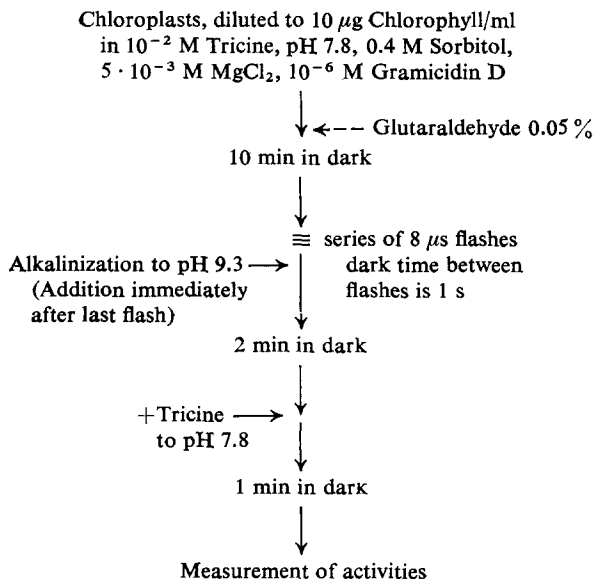 Chloroplasts, diluted to 10 μg Chlorophyll/ml
in 10⁻² M Tricine, pH 7.8, 0.4 M Sorbitol,
5 · 10⁻³ M MgCl₂, 10⁻⁶ M Gramicidin D
Glutaraldehyde 0.05 %
10 min in dark
series of 8 μs flashes
dark time between
flashes is 1 s
Alkalinization to pH 9.3
(Addition immediately
after last flash)
2 min in dark
+Tricine
to pH 7.8
1 min in dark
Measurement of activities